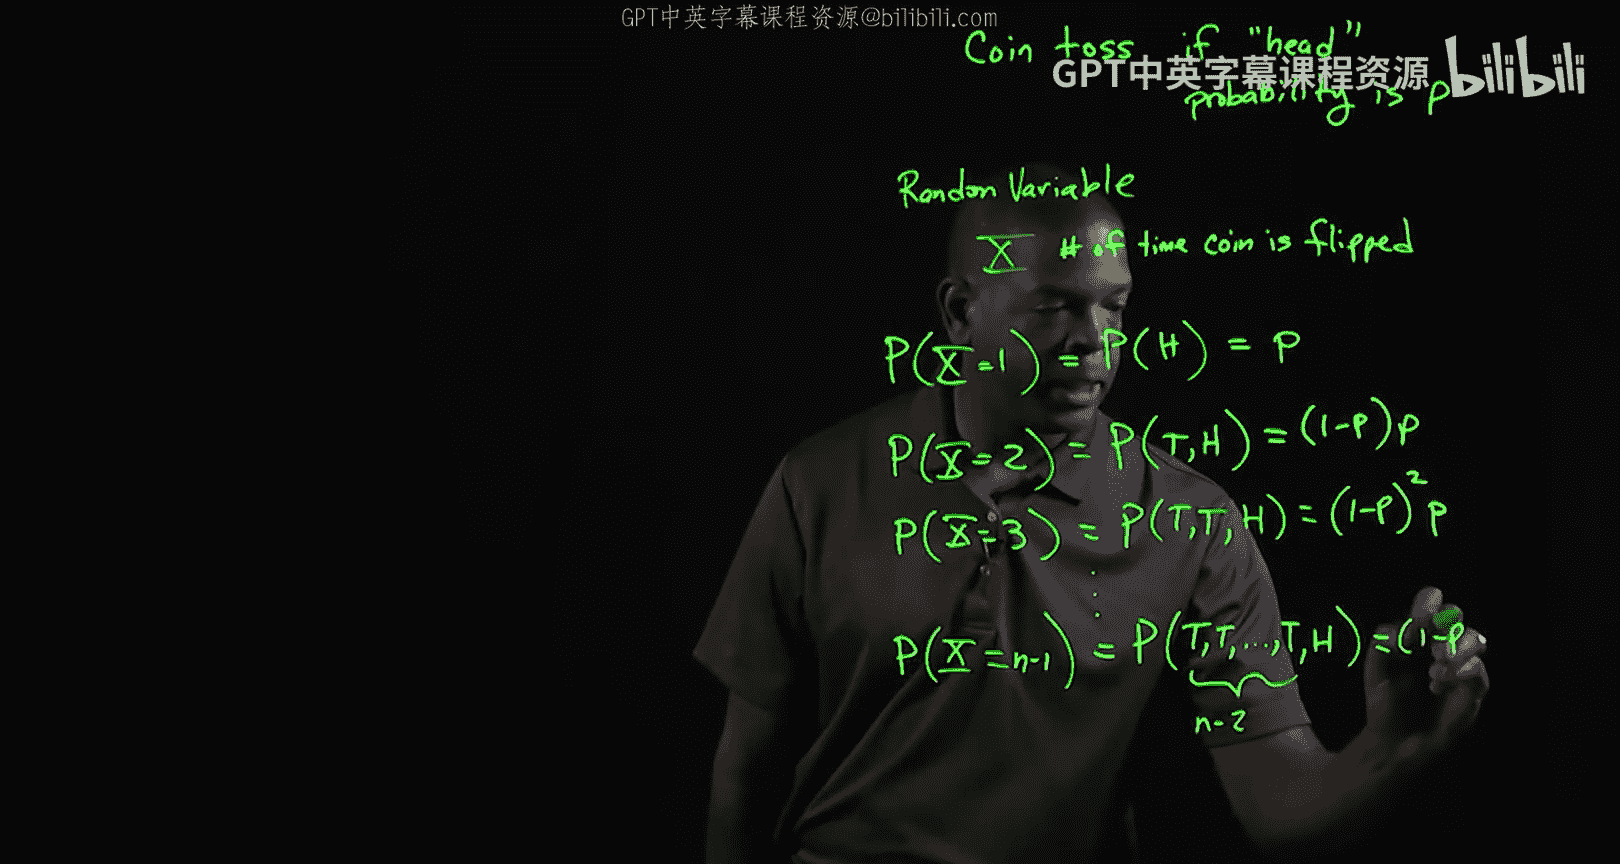 GPT中英字幕课程资源@bilibili.com
Coin toss if "head"
GPT中英字幕课程资源 bilibili
probability is p
Random Variable
X # of time coin is flipped
P(X=1) = P(H) = p
P(X=2) = P(T,H) = (1-p)p
P(X=3) = P(T,T,H) = (1-p)²p
⋮
P(X=n-1) = P(T,T,...,T,H) = (1-p
n-2